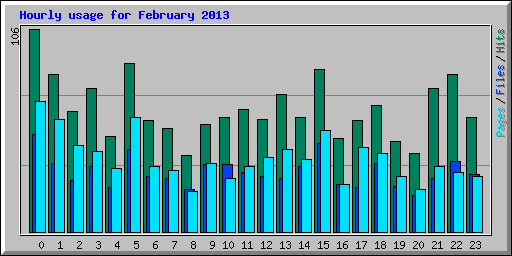 Hourly usage for February 2013
106
Pages / Files / Hits
0 1 2 3 4 5 6 7 8 9 10 11 12 13 14 15 16 17 18 19 20 21 22 23